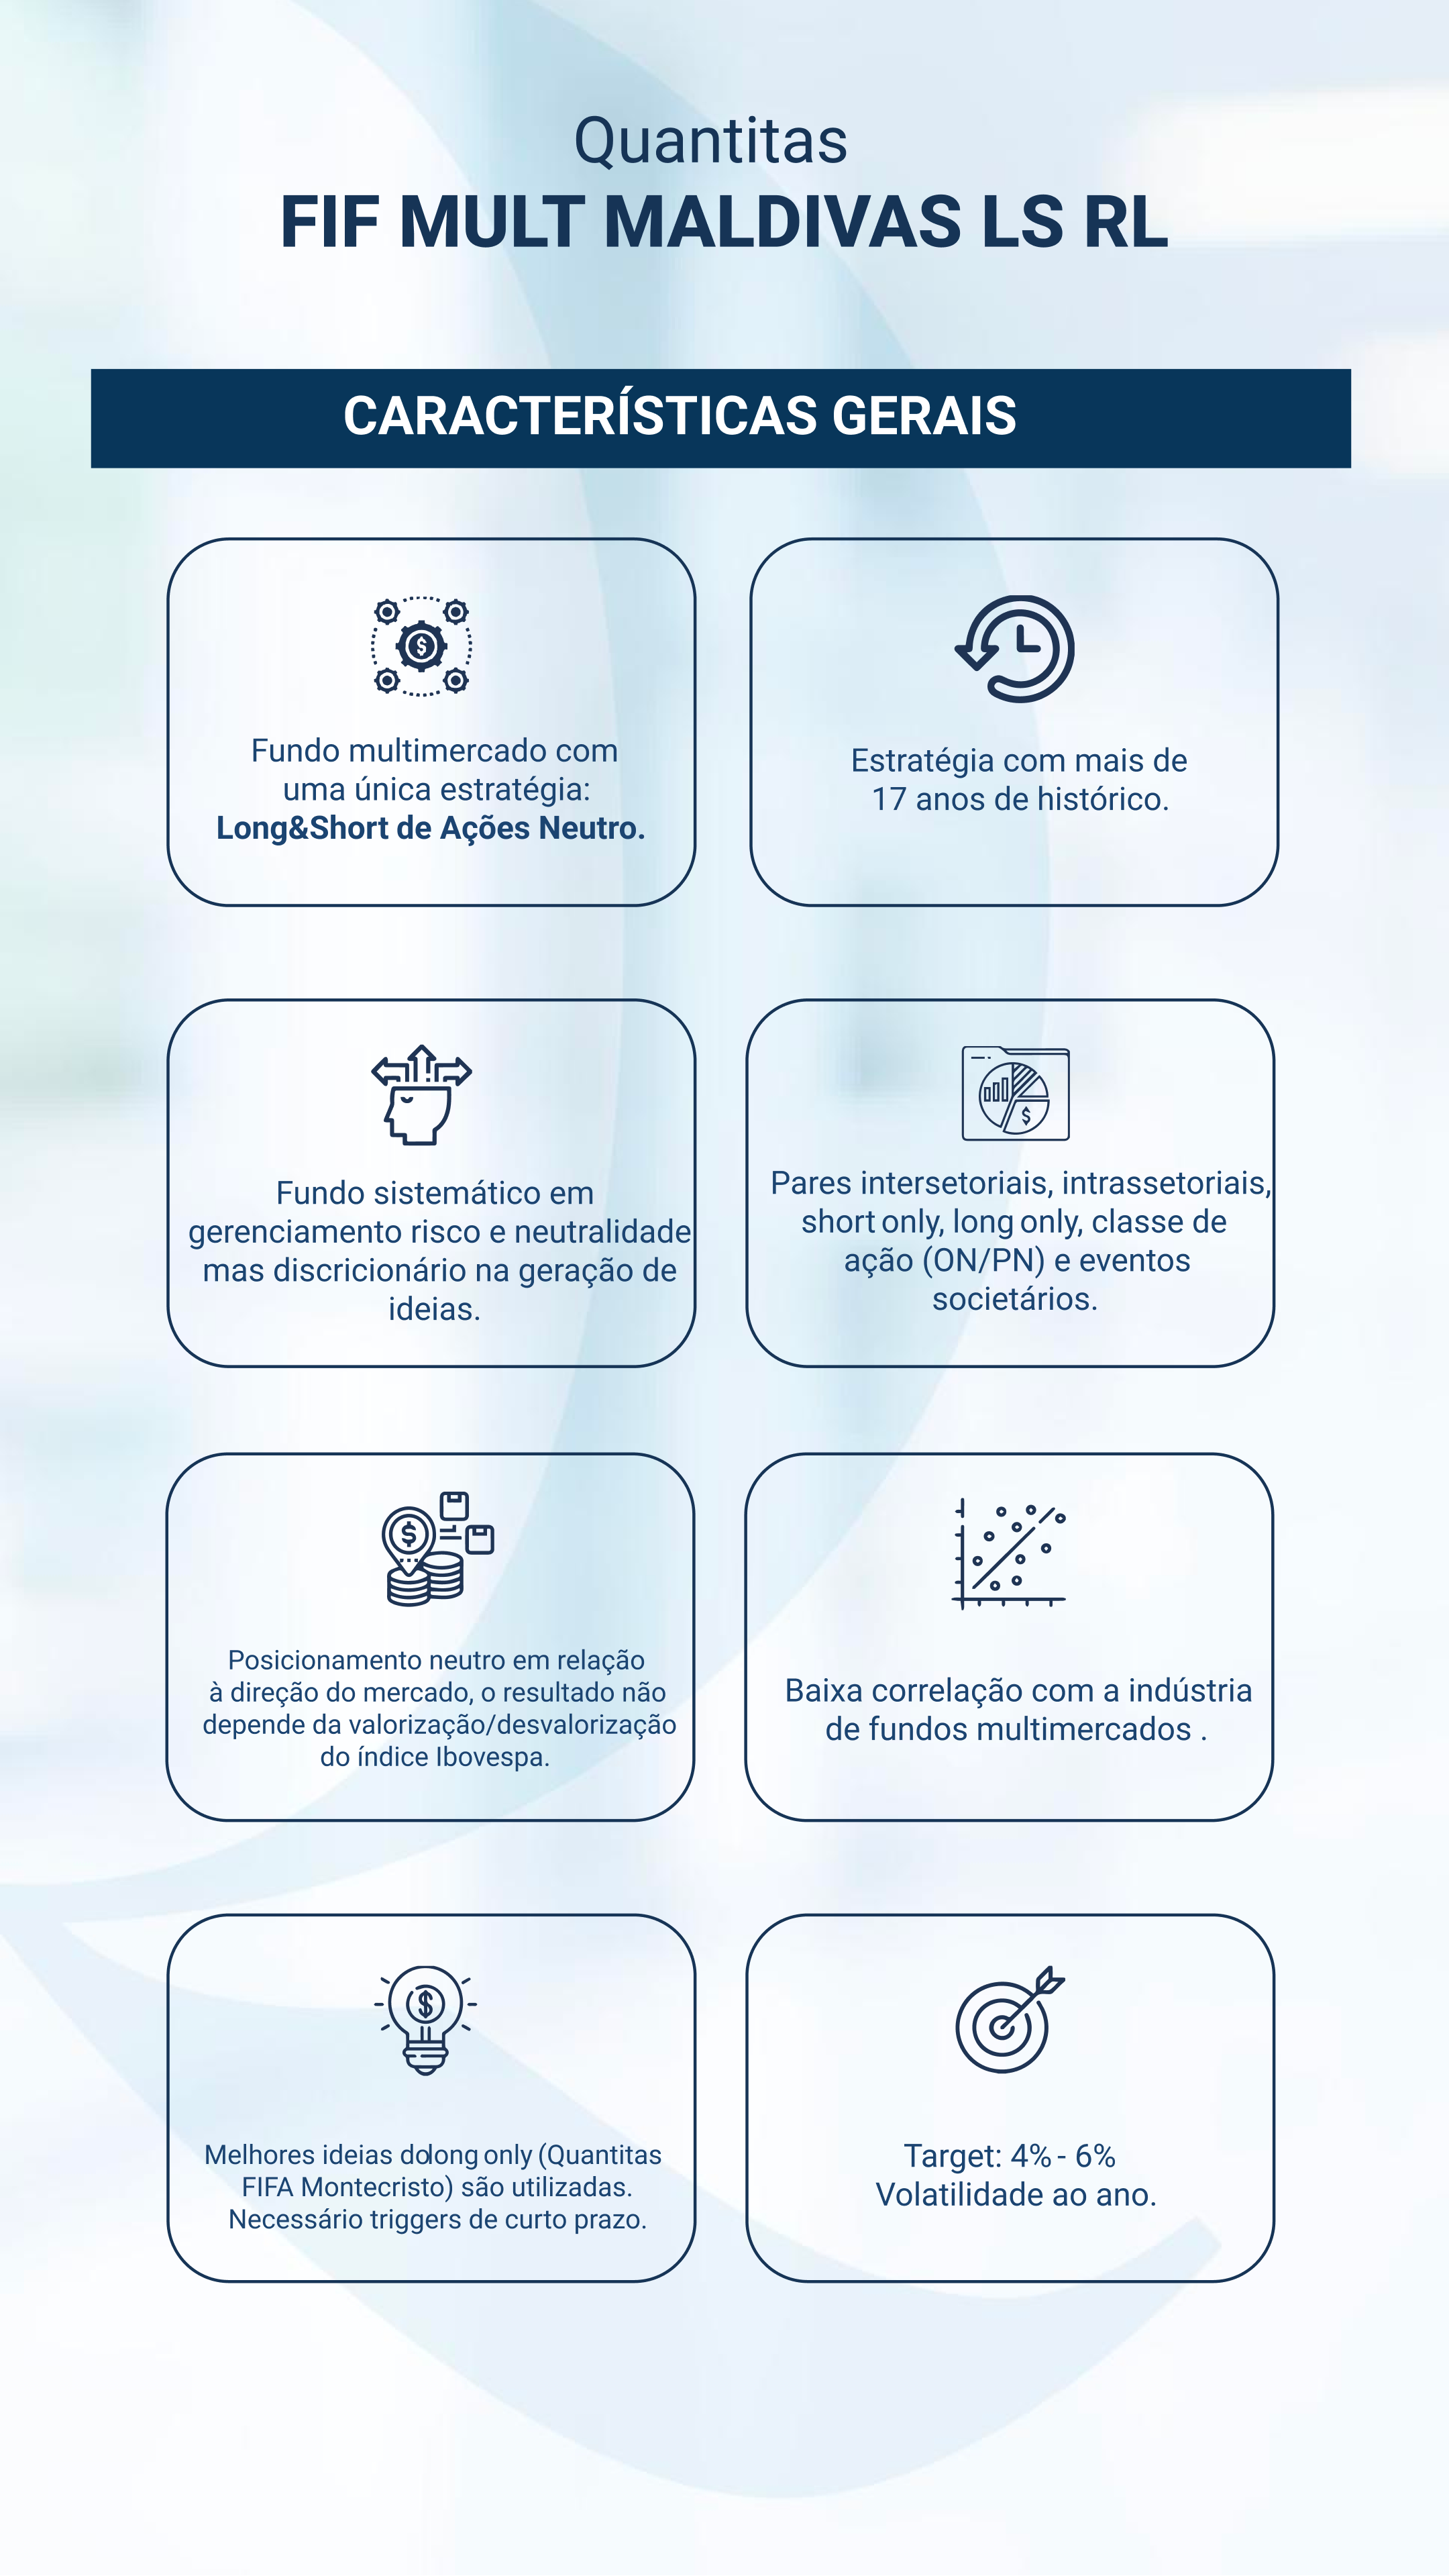 Quantitas
FIF MULT MALDIVAS LS RL
CARACTERÍSTICAS GERAIS
Fundo multimercado com
uma única estratégia:
Long&Short de Ações Neutro.
Estratégia com mais de
17 anos de histórico.
Fundo sistemático em
gerenciamento risco e neutralidade
mas discricionário na geração de
ideias.
Pares intersetoriais, intrassetoriais,
short only, long only, classe de
ação (ON/PN) e eventos
societários.
Posicionamento neutro em relação
à direção do mercado, o resultado não
depende da valorização/desvalorização
do índice Ibovespa.
Baixa correlação com a indústria
de fundos multimercados .
Melhores ideias do long only (Quantitas
FIFA Montecristo) são utilizadas.
Necessário triggers de curto prazo.
Target: 4% - 6%
Volatilidade ao ano.